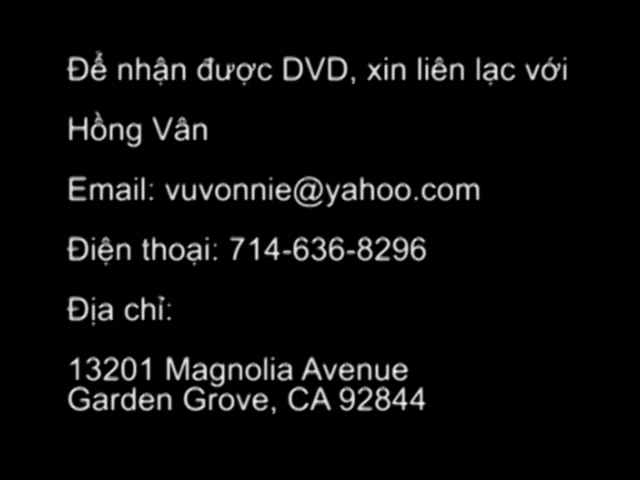 Để nhận được DVD, xin liên lạc với
Hồng Vân
Email: vuvonnie@yahoo.com
Điện thoại: 714-636-8296
Địa chỉ:
13201 Magnolia Avenue
Garden Grove, CA 92844